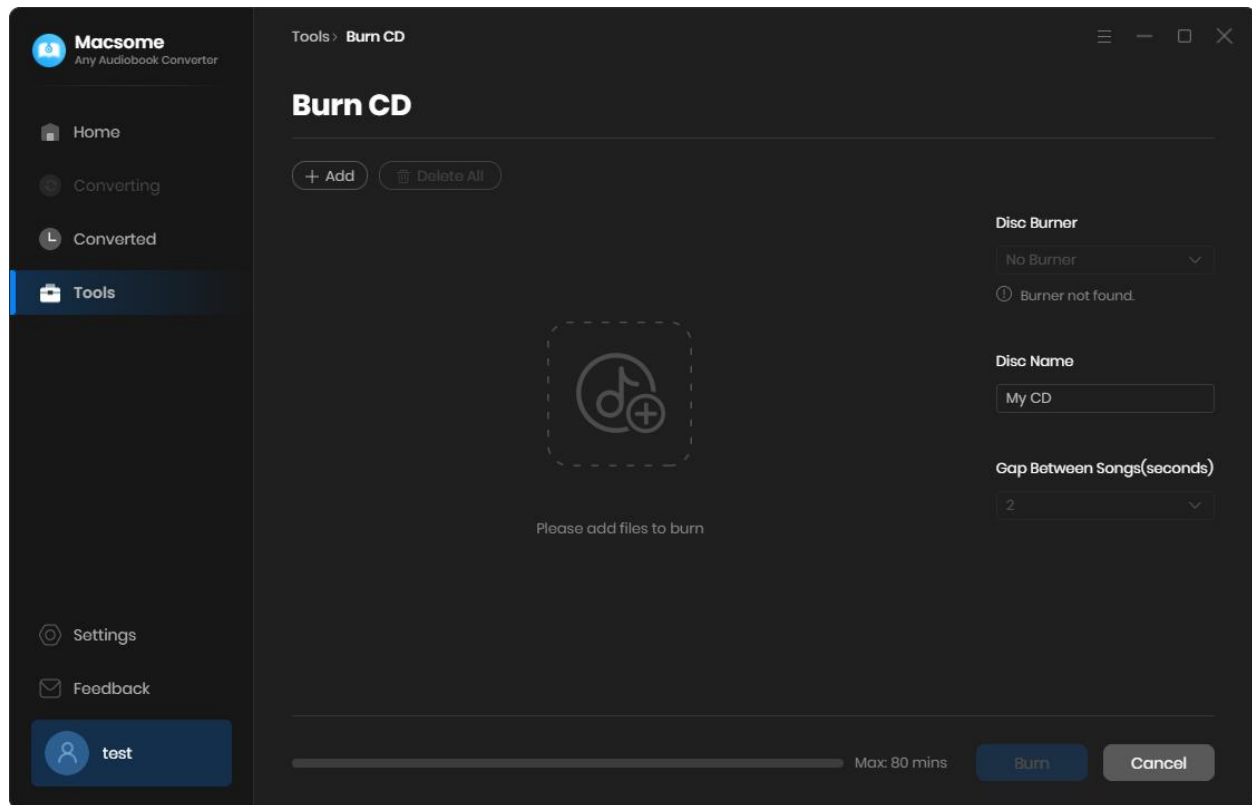 Macsome
Any Audiobook Converter
Home
Converting
Converted
Tools
Settings
Feedback
test
Tools› Burn CD
Burn CD
+ Add
Delete All
Please add files to burn
Disc Burner
No Burner
Burner not found.
Disc Name
My CD
Gap Between Songs(seconds)
2
Max: 80 mins
Burn
Cancel